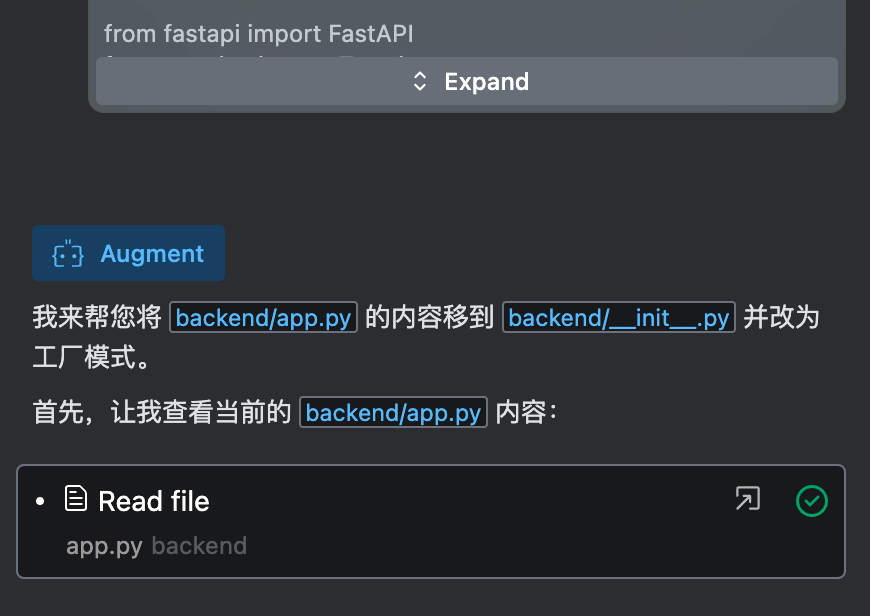 from fastapi import FastAPI
Expand
Augment
我来帮您将 backend/app.py 的内容移到 backend/__init__.py 并改为
工厂模式。
首先，让我查看当前的 backend/app.py 内容：
Read file
app.py backend